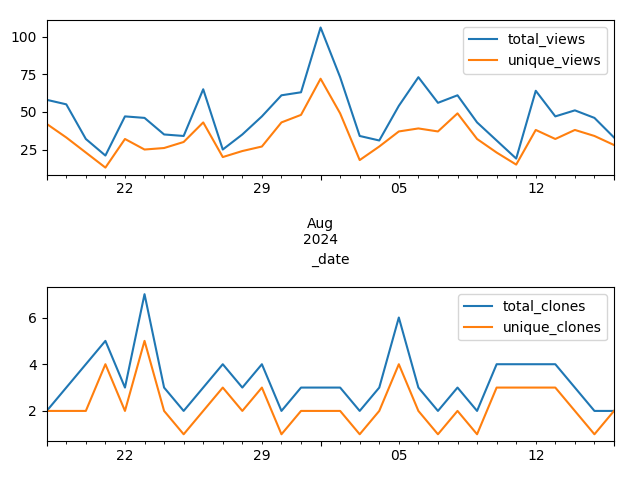 100
75
50
25
total_views
unique_views
22
29
05
12
Aug
2024
_date
6
4
2
total_clones
unique_clones
22
29
05
12